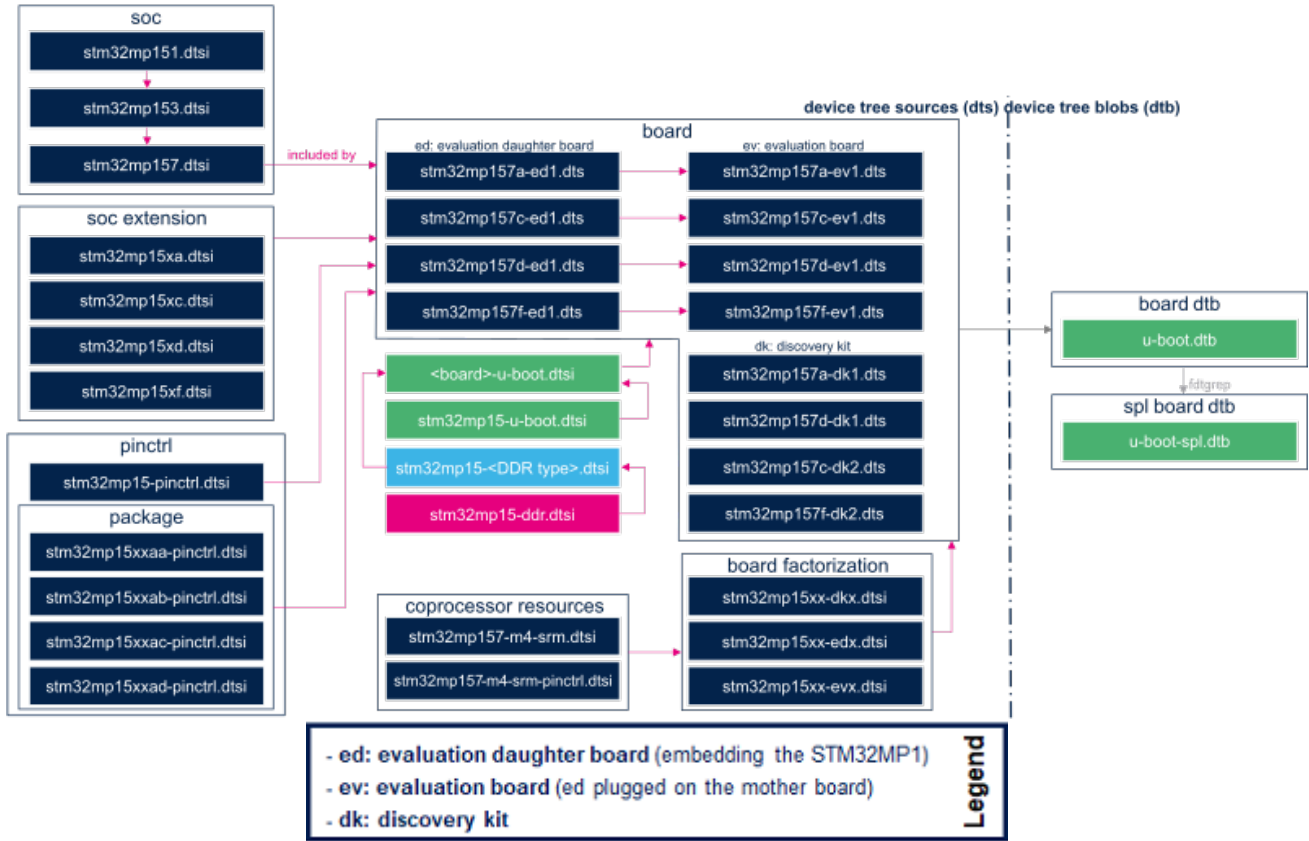 soc
stm32mp151.dtsi
stm32mp153.dtsi
stm32mp157.dtsi
included by
soc extension
stm32mp15xa.dtsi
stm32mp15xc.dtsi
stm32mp15xd.dtsi
stm32mp15xf.dtsi
pinctrl
stm32mp15-pinctrl.dtsi
package
stm32mp15xxaa-pinctrl.dtsi
stm32mp15xxab-pinctrl.dtsi
stm32mp15xxac-pinctrl.dtsi
stm32mp15xxad-pinctrl.dtsi
device tree sources (dts) device tree blobs (dtb)
board
ed: evaluation daughter board
stm32mp157a-ed1.dts
stm32mp157c-ed1.dts
stm32mp157d-ed1.dts
stm32mp157f-ed1.dts
ev: evaluation board
stm32mp157a-ev1.dts
stm32mp157c-ev1.dts
stm32mp157d-ev1.dts
stm32mp157f-ev1.dts
dk: discovery kit
stm32mp157a-dk1.dts
stm32mp157d-dk1.dts
stm32mp157c-dk2.dts
stm32mp157f-dk2.dts
<board>-u-boot.dtsi
stm32mp15-u-boot.dtsi
stm32mp15-<DDR type>.dtsi
stm32mp15-ddr.dtsi
coprocessor resources
stm32mp157-m4-srm.dtsi
stm32mp157-m4-srm-pinctrl.dtsi
board factorization
stm32mp15xx-dkx.dtsi
stm32mp15xx-edx.dtsi
stm32mp15xx-evx.dtsi
board dtb
u-boot.dtb
fdtgrep
spl board dtb
u-boot-spl.dtb
- ed: evaluation daughter board (embedding the STM32MP1)
- ev: evaluation board (ed plugged on the mother board)
- dk: discovery kit
Legend